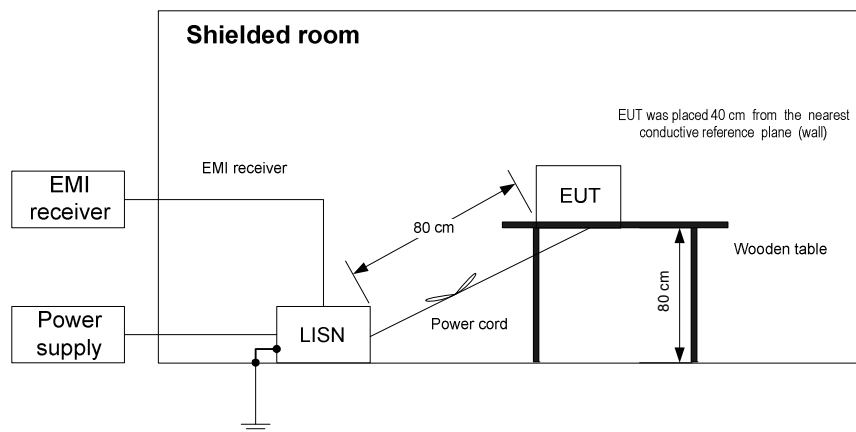 Shielded room
EUT was placed 40 cm from the nearest
conductive reference plane (wall)
EMI receiver
EMI
receiver
EUT
80 cm
Wooden table
80 cm
Power
supply
LISN
Power cord